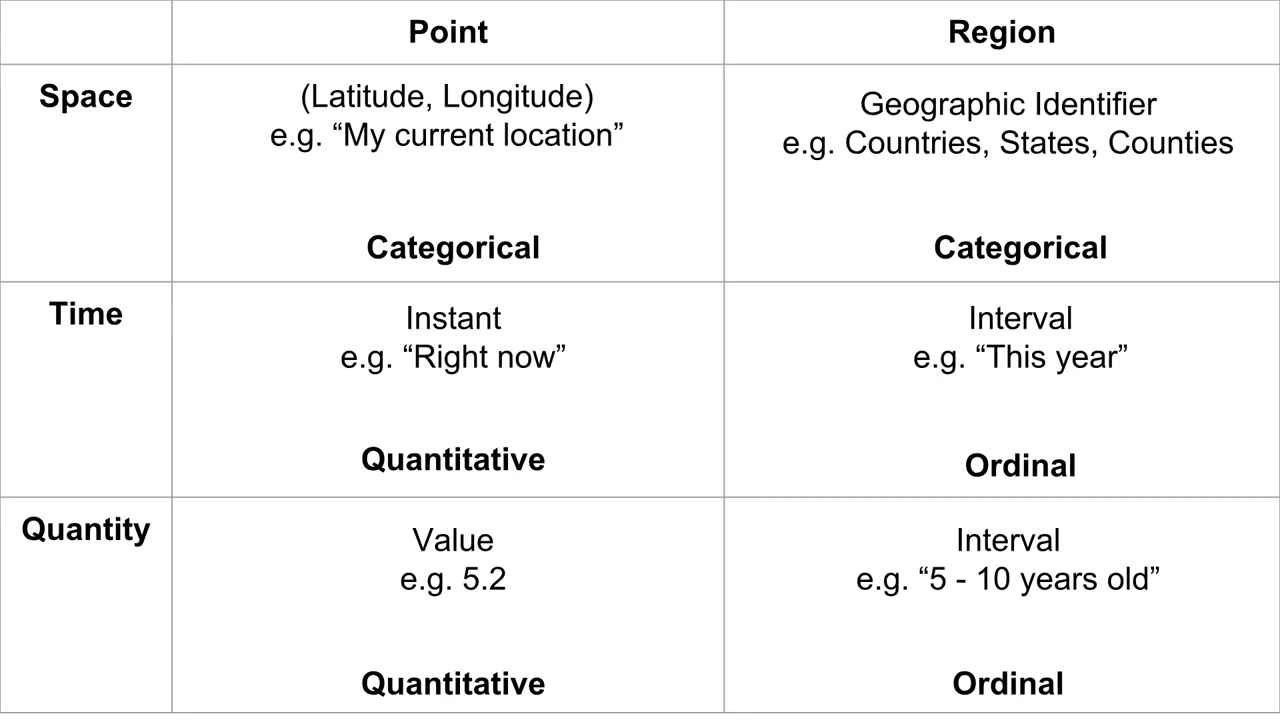 Point
Region
Space
(Latitude, Longitude)
e.g. “My current location”
Categorical
Geographic Identifier
e.g. Countries, States, Counties
Categorical
Time
Instant
e.g. “Right now”
Quantitative
Interval
e.g. “This year”
Ordinal
Quantity
Value
e.g. 5.2
Quantitative
Interval
e.g. “5 - 10 years old”
Ordinal